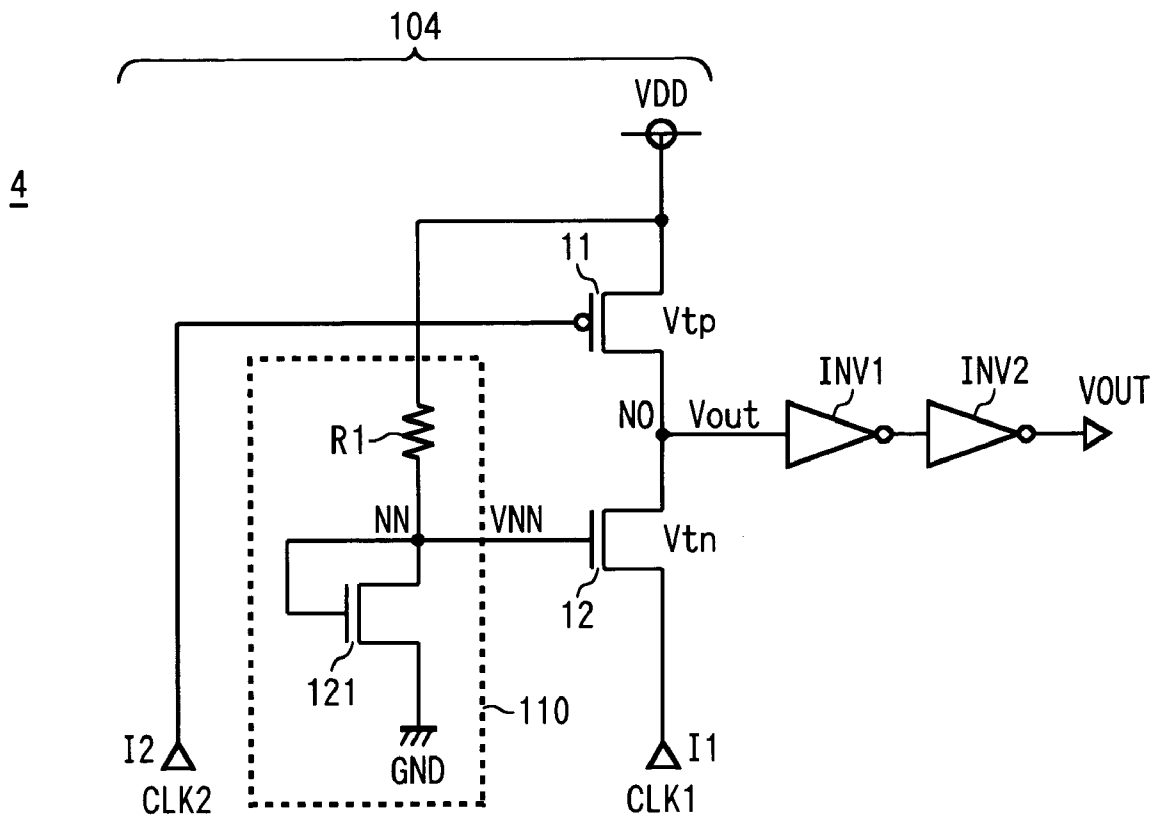 104
VDD
4
11
Vtp
INV1
INV2
VOUT
R1
NO
Vout
NN
VNN
Vtn
12
121
110
I2
GND
I1
CLK2
CLK1